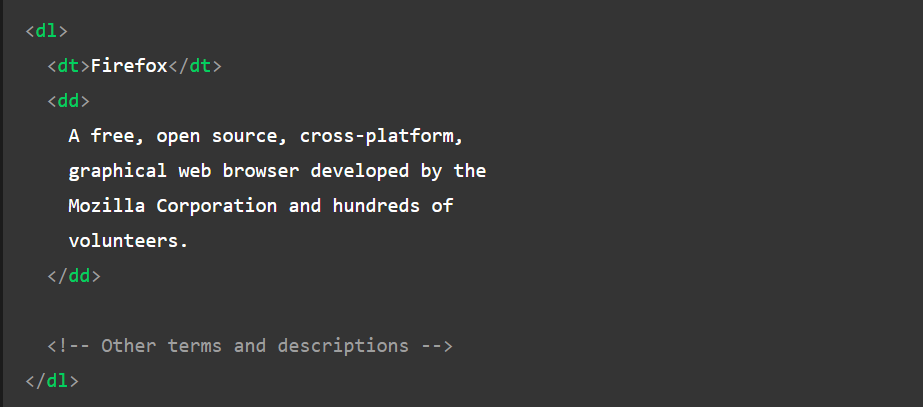 <dl>
<dt>Firefox</dt>
<dd>
A free, open source, cross-platform,
graphical web browser developed by the
Mozilla Corporation and hundreds of
volunteers.
</dd>
<!-- Other terms and descriptions -->
</dl>